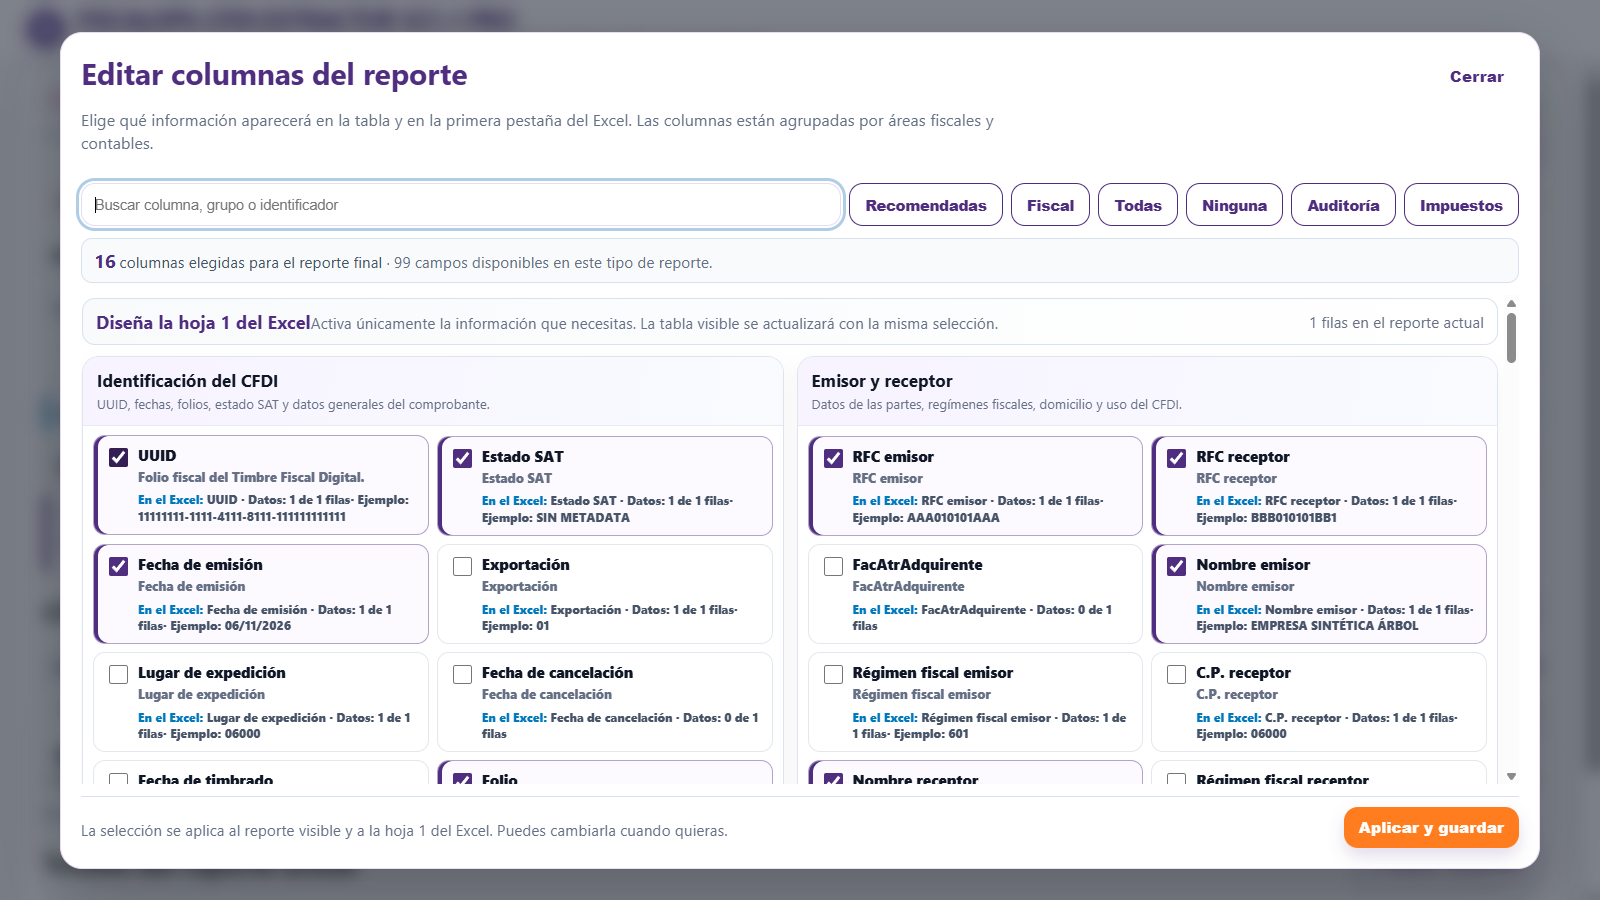 Editar columnas del reporte
Cerrar
Elige qué información aparecerá en la tabla y en la primera pestaña del Excel. Las columnas están agrupadas por áreas fiscales y
contables.
Buscar columna, grupo o identificador
Recomendadas
Fiscal
Todas
Ninguna
Auditoría
Impuestos
16 columnas elegidas para el reporte final · 99 campos disponibles en este tipo de reporte.
Diseña la hoja 1 del ExcelActiva únicamente la información que necesitas. La tabla visible se actualizará con la misma selección.
1 filas en el reporte actual
Identificación del CFDI
UUID, fechas, folios, estado SAT y datos generales del comprobante.
UUID
Folio fiscal del Timbre Fiscal Digital.
En el Excel: UUID · Datos: 1 de 1 filas· Ejemplo:
11111111-1111-4111-8111-111111111111
Estado SAT
Estado SAT
En el Excel: Estado SAT · Datos: 1 de 1 filas·
Ejemplo: SIN METADATA
Fecha de emisión
Fecha de emisión
En el Excel: Fecha de emisión · Datos: 1 de 1
filas· Ejemplo: 06/11/2026
Exportación
Exportación
En el Excel: Exportación · Datos: 1 de 1 filas·
Ejemplo: 01
Lugar de expedición
Lugar de expedición
En el Excel: Lugar de expedición · Datos: 1 de 1
filas· Ejemplo: 06000
Fecha de cancelación
Fecha de cancelación
En el Excel: Fecha de cancelación · Datos: 0 de 1
filas
Fecha de timbrado
Folio
Emisor y receptor
Datos de las partes, regímenes fiscales, domicilio y uso del CFDI.
RFC emisor
RFC emisor
En el Excel: RFC emisor · Datos: 1 de 1 filas·
Ejemplo: AAA010101AAA
RFC receptor
RFC receptor
En el Excel: RFC receptor · Datos: 1 de 1 filas·
Ejemplo: BBB010101BB1
FacAtrAdquirente
FacAtrAdquirente
En el Excel: FacAtrAdquirente · Datos: 0 de 1
filas
Nombre emisor
Nombre emisor
En el Excel: Nombre emisor · Datos: 1 de 1 filas·
Ejemplo: EMPRESA SINTÉTICA ÁRBOL
Régimen fiscal emisor
Régimen fiscal emisor
En el Excel: Régimen fiscal emisor · Datos: 1 de
1 filas· Ejemplo: 601
C.P. receptor
C.P. receptor
En el Excel: C.P. receptor · Datos: 1 de 1 filas·
Ejemplo: 06000
Nombre receptor
Régimen fiscal receptor
La selección se aplica al reporte visible y a la hoja 1 del Excel. Puedes cambiarla cuando quieras.
Aplicar y guardar